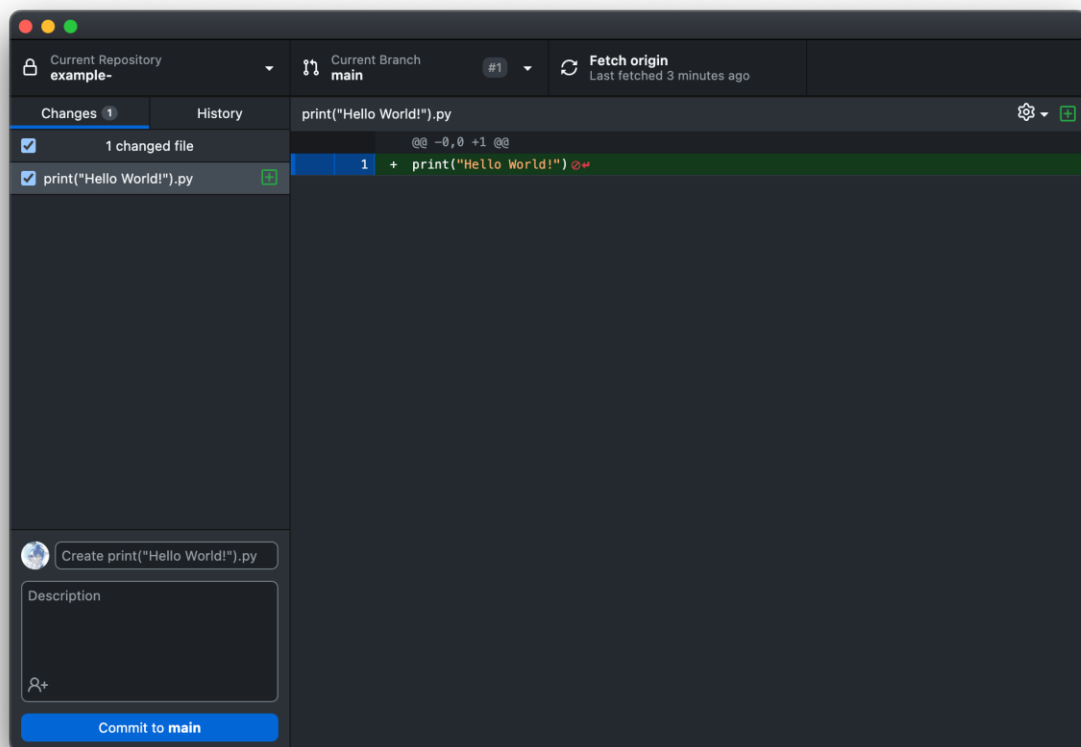 Current Repository
example-
Current Branch
main
#1
Fetch origin
Last fetched 3 minutes ago
Changes 1
History
print("Hello World!").py
1 changed file
@@ -0,0 +1 @@
print("Hello World!").py
1 + print("Hello World!")
Create print("Hello World!").py
Description
Commit to main